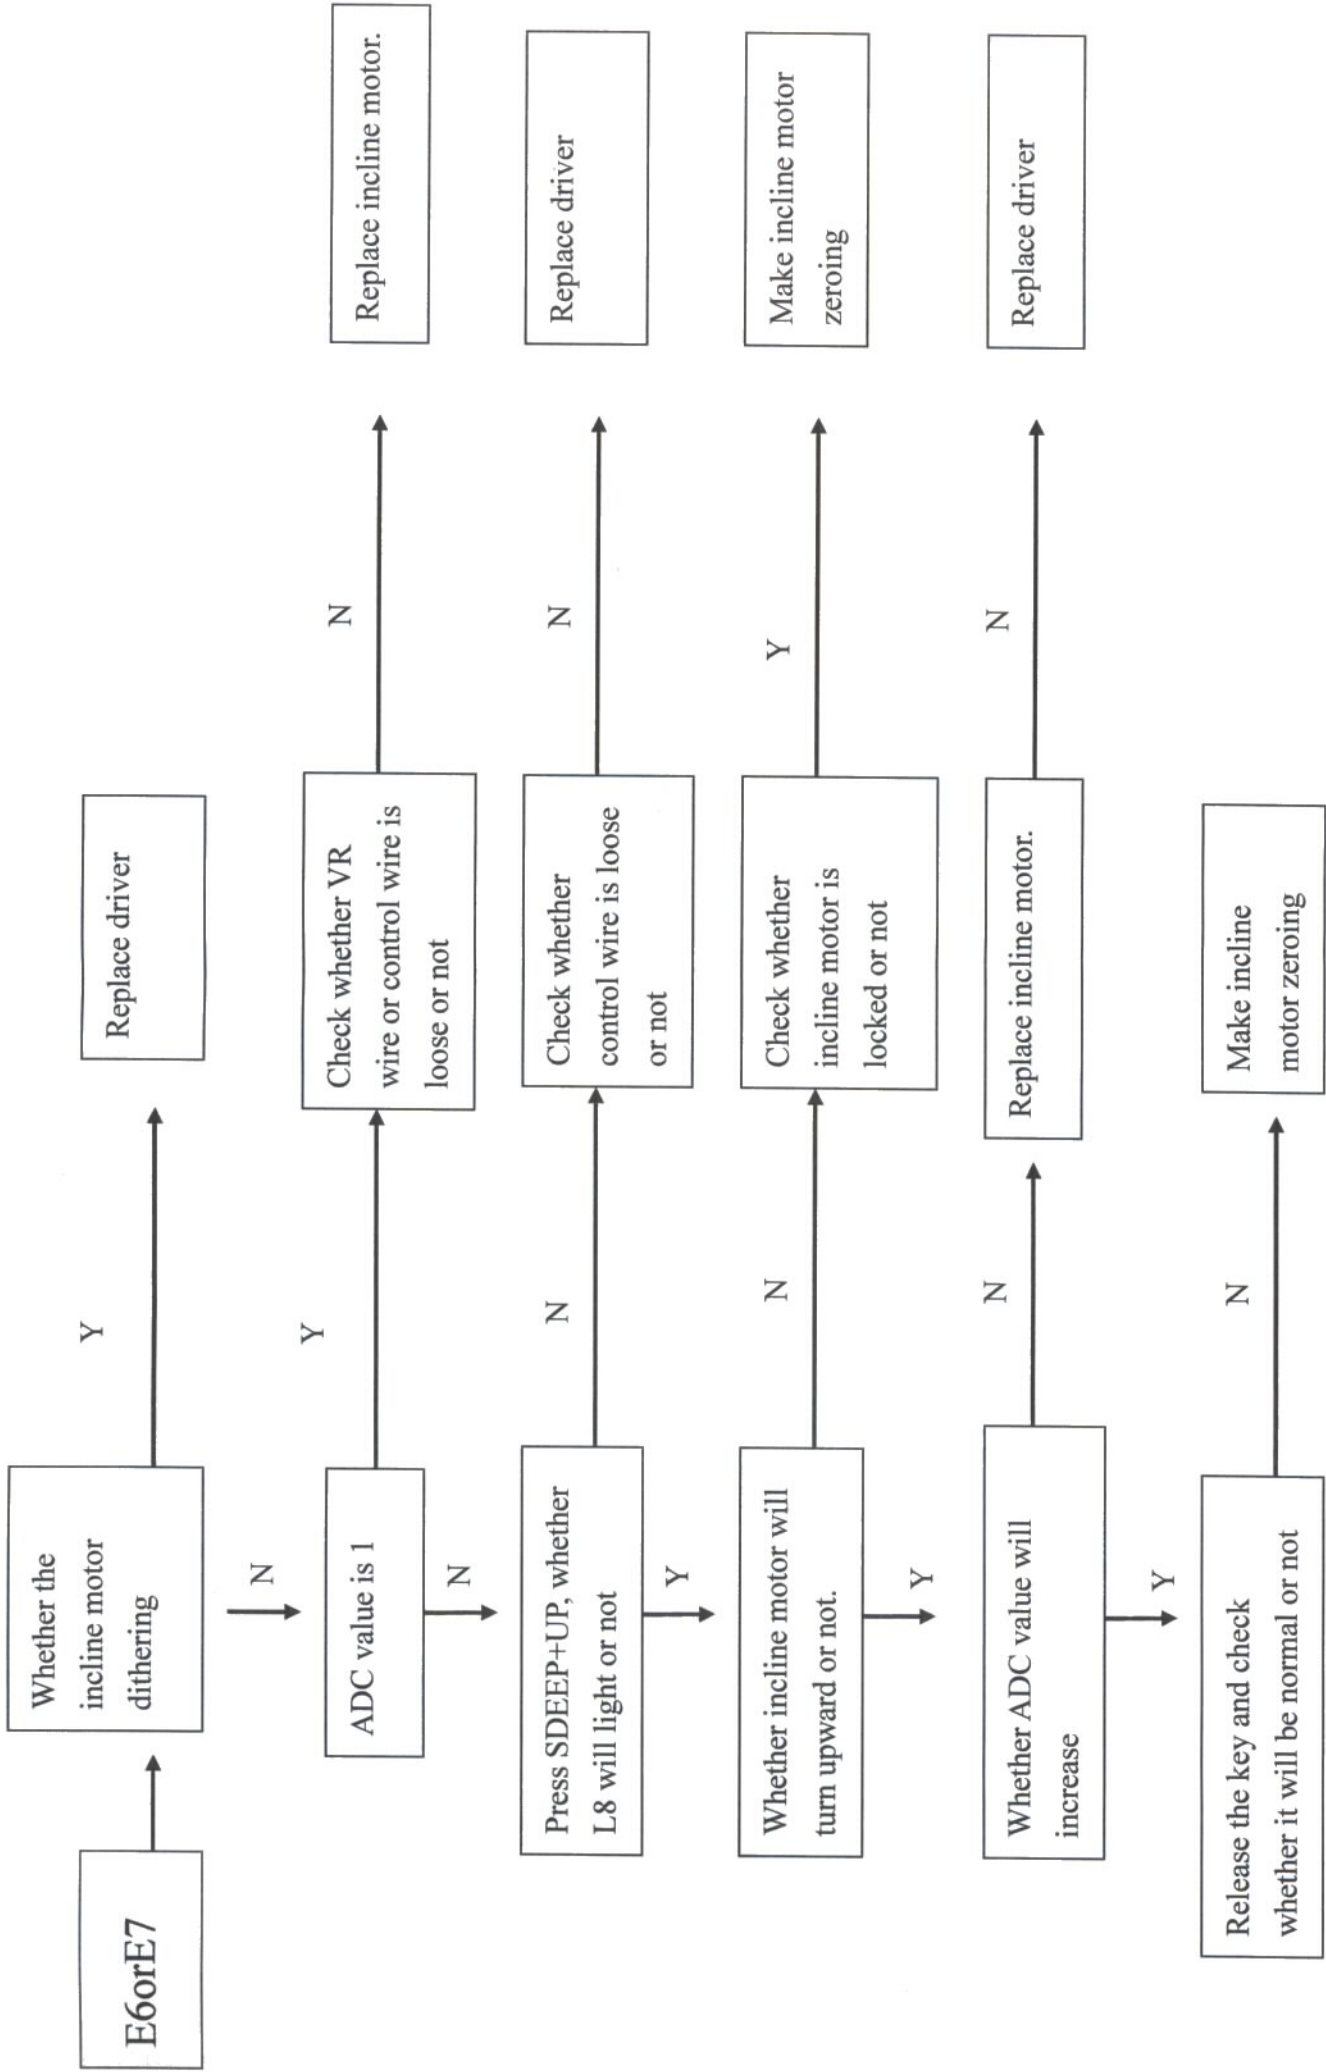 E6orE7
Whether the
incline motor
dithering
Y
Replace driver
N
ADC value is 1
Y
Check whether VR
wire or control wire is
loose or not
N
Replace incline motor.
N
Press SDEEP+UP, whether
L8 will light or not
N
Check whether
control wire is loose
or not
N
Replace driver
Y
Whether incline motor will
turn upward or not.
N
Check whether
incline motor is
locked or not
Y
Make incline motor
zeroing
Y
Whether ADC value will
increase
N
Replace incline motor.
N
Replace driver
Y
Release the key and check
whether it will be normal or not
N
Make incline
motor zeroing